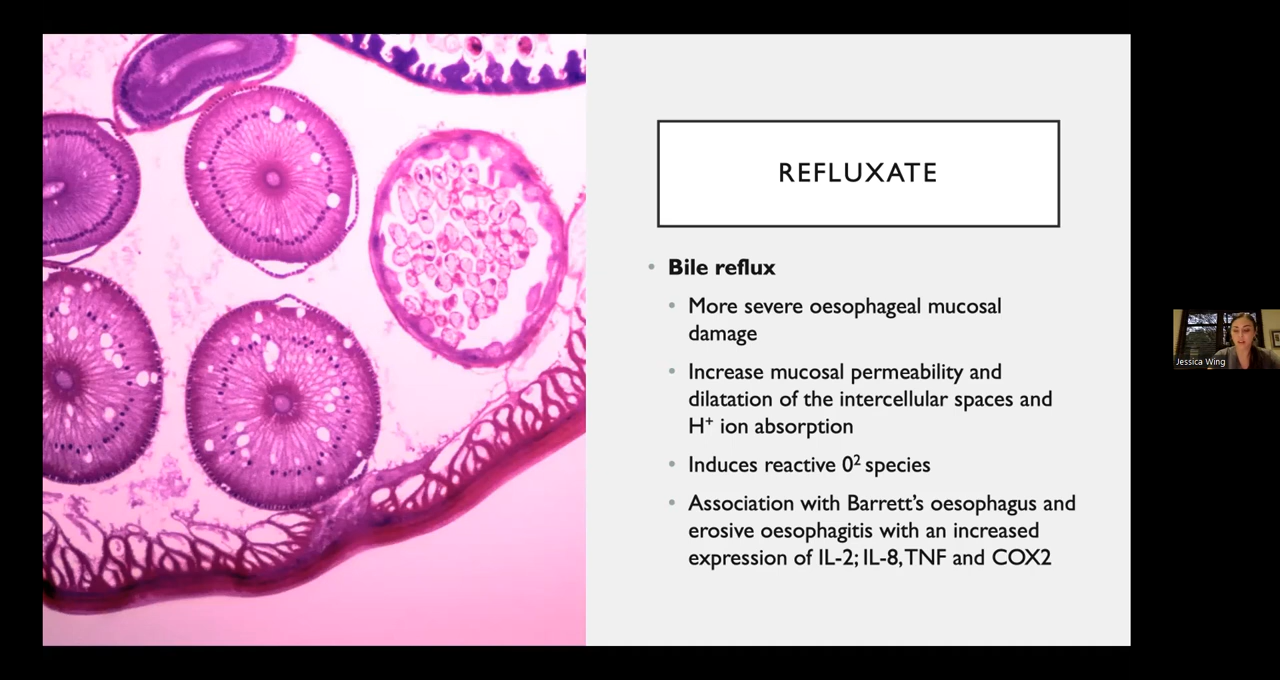 REFLUXATE
• Bile reflux
• More severe oesophageal mucosal
damage
• Increase mucosal permeability and
dilatation of the intercellular spaces and
H⁺ ion absorption
• Induces reactive 0² species
• Association with Barrett's oesophagus and
erosive oesophagitis with an increased
expression of IL-2; IL-8, TNF and COX2
Jessica Wing